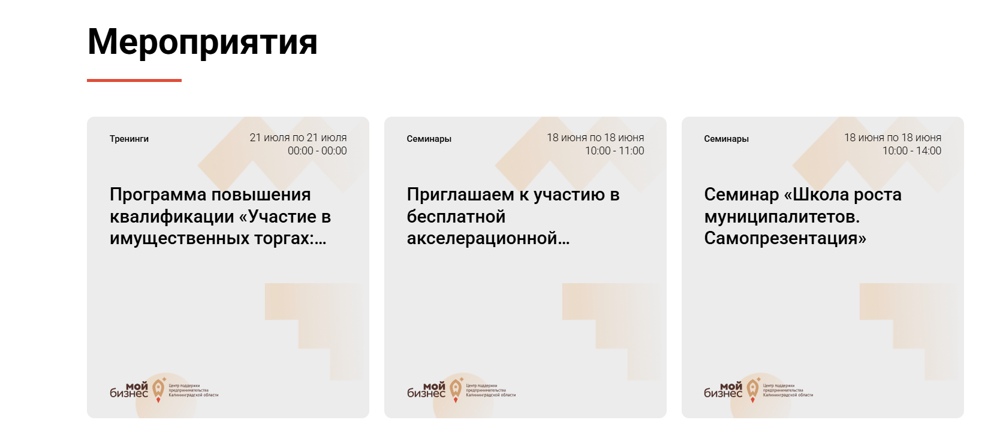 Мероприятия
Тренинги
21 июля по 21 июля
00:00 - 00:00
Программа повышения
квалификации «Участие в
имущественных торгах:...
мой
бизнес
Центр поддержки
предпринимательства
Калининградской области
Семинары
18 июня по 18 июня
10:00 - 11:00
Приглашаем к участию в
бесплатной
акселерационной...
мой
бизнес
Центр поддержки
предпринимательства
Калининградской области
Семинары
18 июня по 18 июня
10:00 - 14:00
Семинар «Школа роста
муниципалитетов.
Самопрезентация»
мой
бизнес
Центр поддержки
предпринимательства
Калининградской области